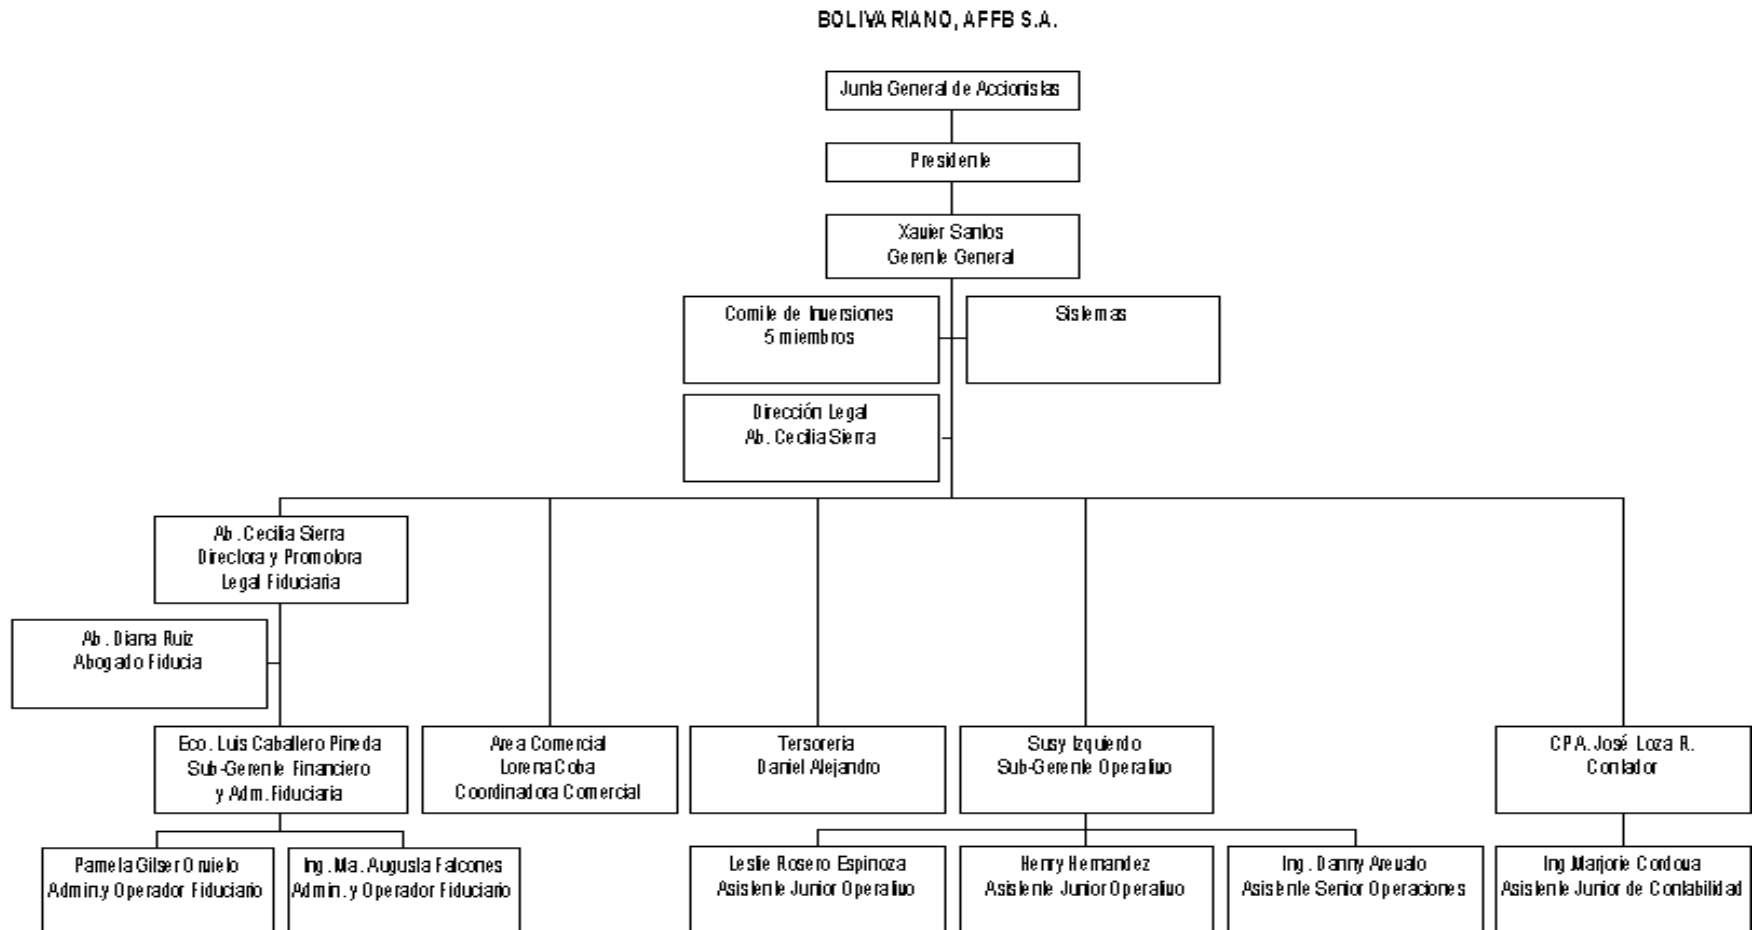 BOLIVARIANO, AFFB S.A.
Junta General de Accionistas
Presidente
Xavier Santos
Gerente General
Comite de Inversiones
5 miembros
Sistemas
Dirección Legal
Ab. Cecilia Sierra
Ab. Cecilia Sierra
Directora y Promotora
Legal Fiduciaria
Ab. Diana Ruiz
Abogado Fiducia
Eco. Luis Caballero Pineda
Sub-Gerente Financiero
y Adm. Fiduciaria
Area Comercial
Lorena Coba
Coordinadora Comercial
Tersoreria
Daniel Alejandro
Susy Izquierdo
Sub-Gerente Operativo
CPA. José Loza R.
Contador
Pamela Gilser Orvieto
Admin.y Operador Fiduciario
Ing. Ma. Augusta Falcones
Admin. y Operador Fiduciario
Leslie Rosero Espinoza
Asistente Junior Operativo
Henry Hernandez
Asistente Junior Operativo
Ing. Danny Arevalo
Asistente Senior Operaciones
Ing Marjorie Cordova
Asistente Junior de Contabilidad